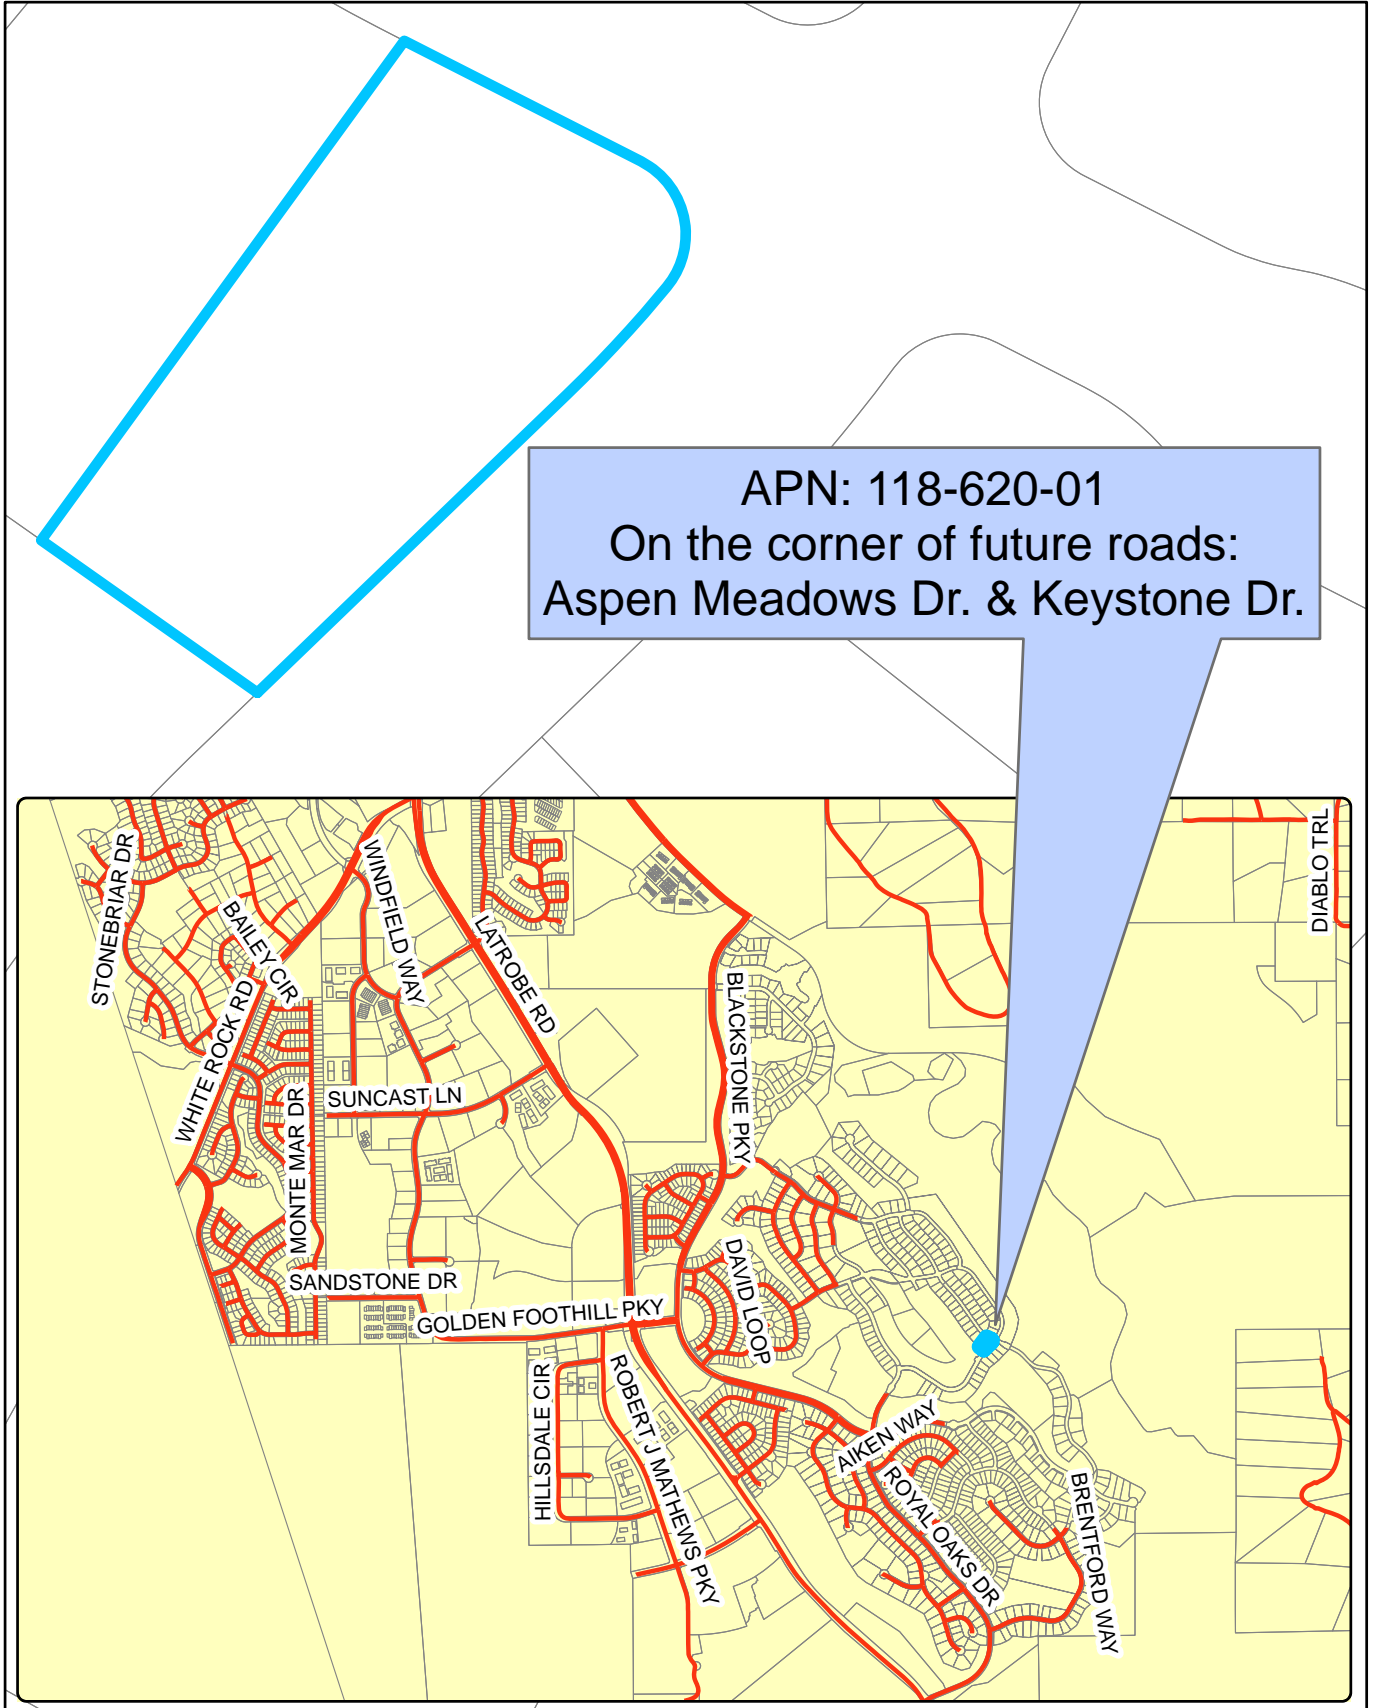 APN: 118-620-01
On the corner of future roads:
Aspen Meadows Dr. & Keystone Dr.
STONEBRIAR DR
BAILEY CIR
WINDFIELD WAY
LATROBE RD
DIABLO TRL
WHITE ROCK RD
BLACKSTONE PKY
SUNCAST LN
MONTE MAR DR
SANDSTONE DR
DAVID LOOP
GOLDEN FOOTHILL PKY
HILLSDALE CIR
ROBERT J MATHEWS PKY
AIKEN WAY
ROYAL OAKS DR
BRENTFORD WAY